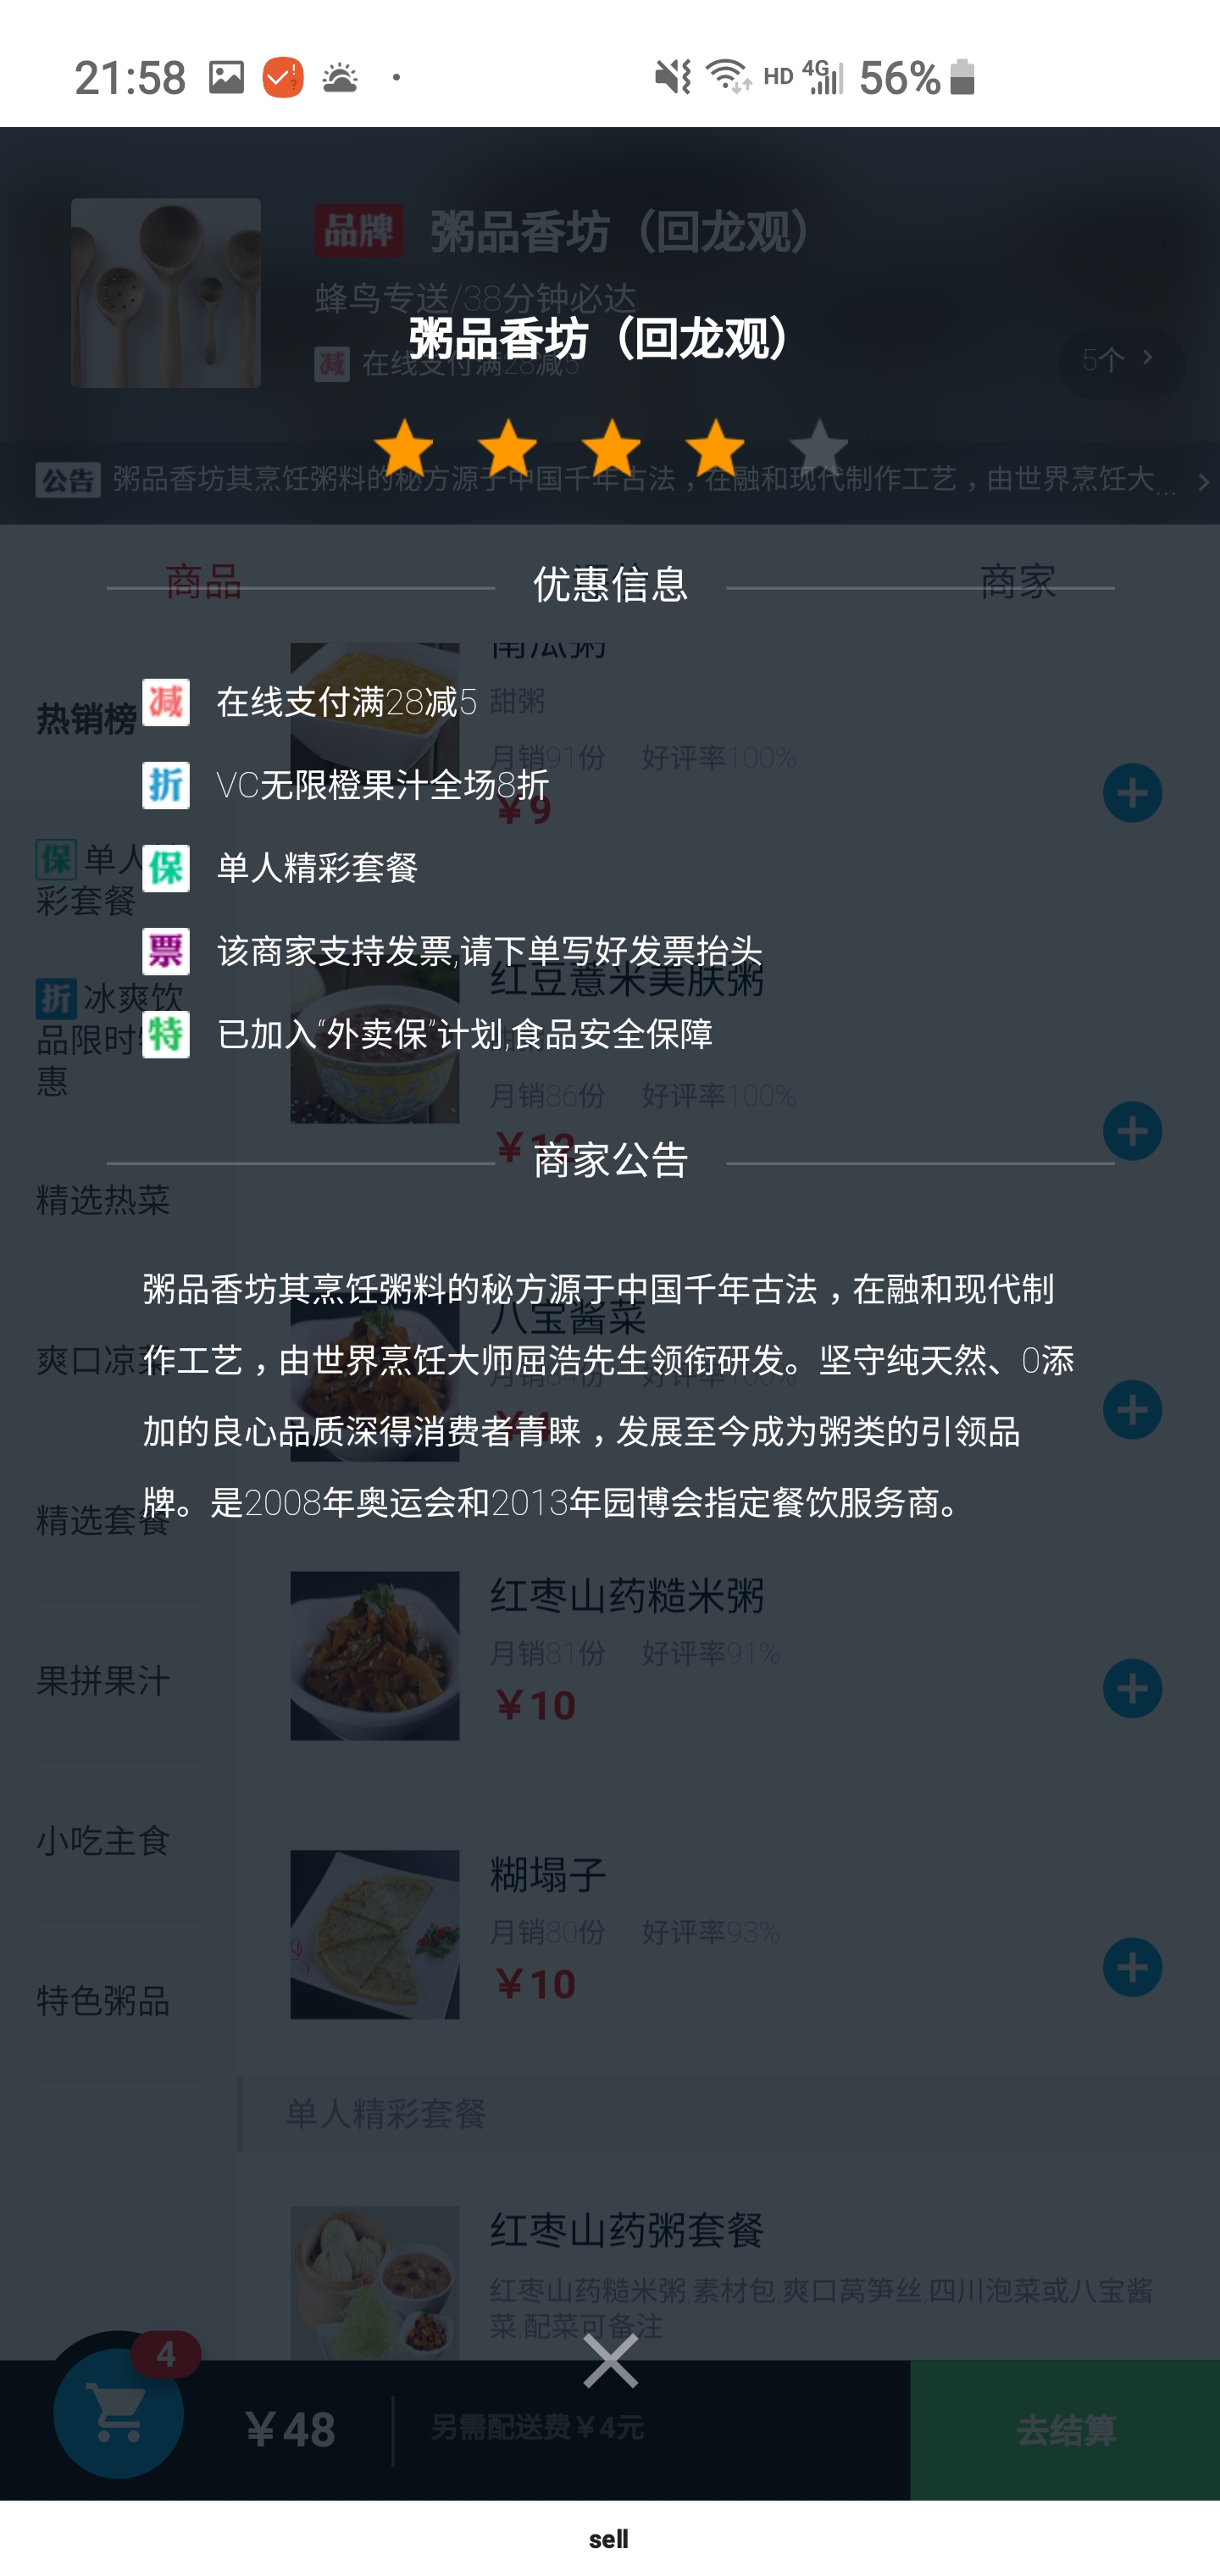 21:58
HD 4G 56%
品牌 粥品香坊（回龙观）
蜂鸟专送/38分钟必达
粥品香坊（回龙观）
减 在线支付满28减5
5个
公告 粥品香坊其烹饪粥料的秘方源于中国千年古法，在融和现代制作工艺，由世界烹饪大...
商品
优惠信息
商家
南瓜粥
热销榜
减 在线支付满28减5
甜粥
月销91份 好评率100%
折 VC无限橙果汁全场8折
￥9
保 单人
彩套餐
保 单人精彩套餐
票 该商家支持发票,请下单写好发票抬头
红豆薏米美肤粥
折 冰爽饮
品限时
惠
特 已加入“外卖保”计划,食品安全保障
月销86份 好评率100%
￥12
商家公告
精选热菜
粥品香坊其烹饪粥料的秘方源于中国千年古法，在融和现代制
八宝酱菜
爽口凉菜
作工艺，由世界烹饪大师屈浩先生领衔研发。坚守纯天然、0添
加的良心品质深得消费者青睐，发展至今成为粥类的引领品
牌。是2008年奥运会和2013年园博会指定餐饮服务商。
精选套餐
红枣山药糙米粥
月销81份 好评率91%
￥10
果拼果汁
小吃主食
糊塌子
月销80份 好评率93%
￥10
特色粥品
单人精彩套餐
红枣山药粥套餐
红枣山药糙米粥,素材包,爽口莴笋丝,四川泡菜或八宝酱
菜,配菜可备注
4
￥48
另需配送费￥4元
去结算
sell